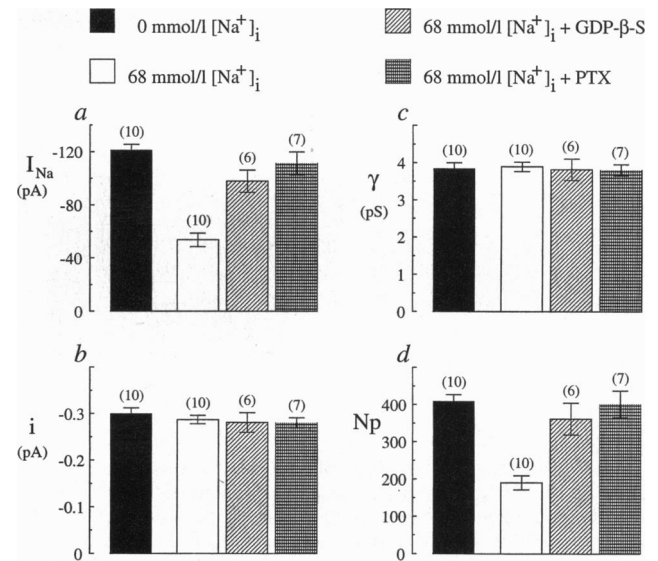 0 mmol/l [Na⁺]ᵢ
68 mmol/l [Na⁺]ᵢ + GDP-β-S
68 mmol/l [Na⁺]ᵢ
68 mmol/l [Na⁺]ᵢ + PTX
a
I_Na
(pA)
-120
-80
-40
0
(10)
(10)
(6)
(7)
c
γ
(pS)
5
4
3
2
1
0
(10)
(10)
(6)
(7)
b
i
(pA)
-0.3
-0.2
-0.1
0
(10)
(10)
(6)
(7)
d
Np
400
300
200
100
0
(10)
(10)
(6)
(7)